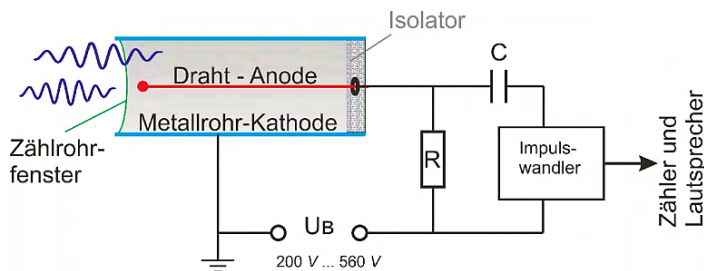 Isolator
Draht - Anode
Metallrohr-Kathode
Zählrohr-
fenster
C
R
Impuls-
wandler
Zähler und
Lautsprecher
UB
200 V ... 560 V